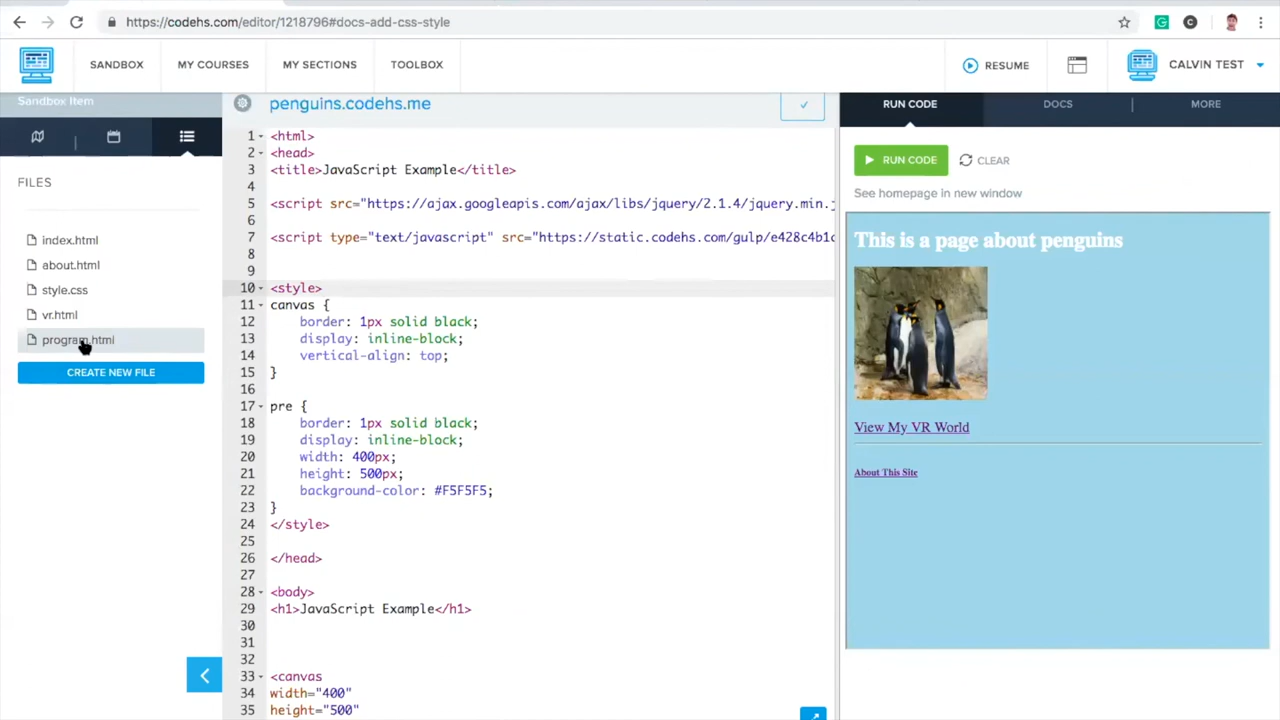 https://codehs.com/editor/1218796#docs-add-css-style
SANDBOX
MY COURSES
MY SECTIONS
TOOLBOX
RESUME
CALVIN TEST
Sandbox Item
penguins.codehs.me
✓
RUN CODE
DOCS
MORE
FILES
index.html
about.html
style.css
vr.html
program.html
CREATE NEW FILE
1 <html>
2 <head>
3 <title>JavaScript Example</title>
4
5 <script src="https://ajax.googleapis.com/ajax/libs/jquery/2.1.4/jquery.min.j
6
7 <script type="text/javascript" src="https://static.codehs.com/gulp/e428c4b1c
8
9
10 <style>
11 canvas {
12 border: 1px solid black;
13 display: inline-block;
14 vertical-align: top;
15 }
16
17 pre {
18 border: 1px solid black;
19 display: inline-block;
20 width: 400px;
21 height: 500px;
22 background-color: #F5F5F5;
23 }
24 </style>
25
26 </head>
27
28 <body>
29 <h1>JavaScript Example</h1>
30
31
32
33 <canvas
34 width="400"
35 height="500"
RUN CODE
CLEAR
See homepage in new window
This is a page about penguins
View My VR World
About This Site